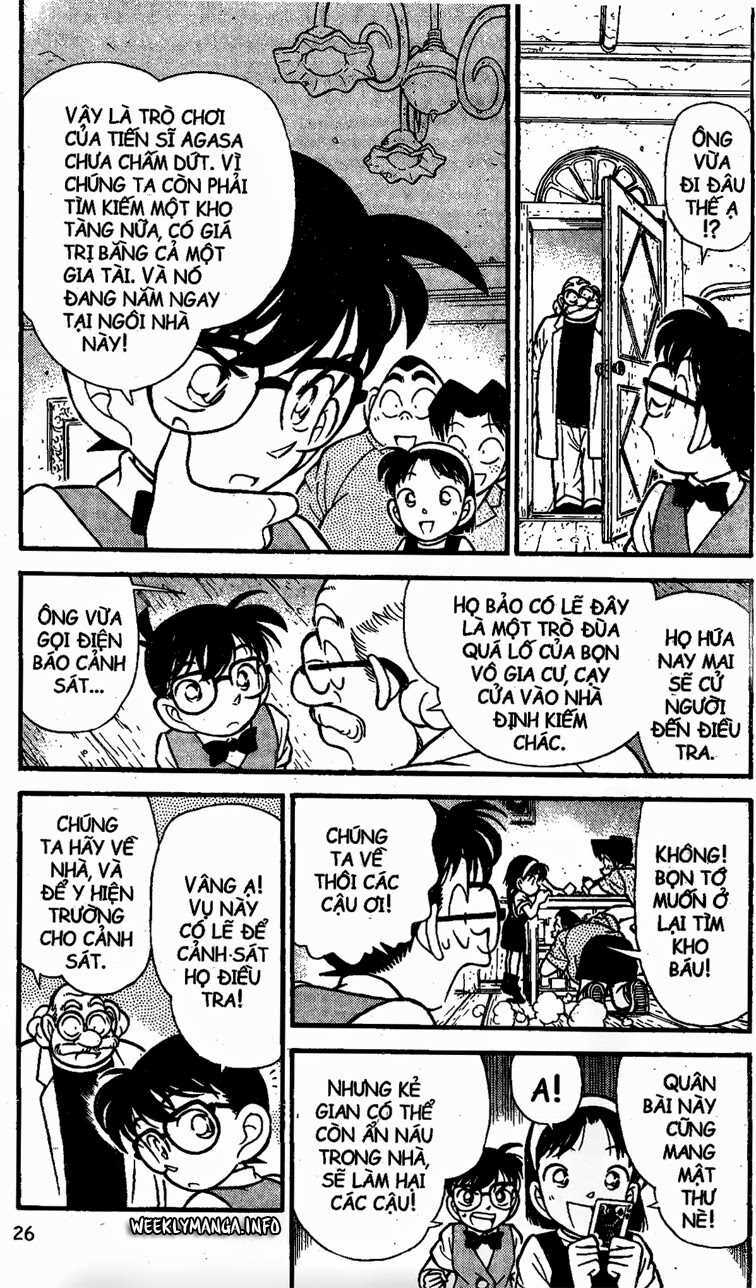 VẬY LÀ TRÒ CHƠI
CỦA TIẾN SĨ AGASA
CHƯA CHẤM DỨT. VÌ
CHÚNG TA CÒN PHẢI
TÌM KIẾM MỘT KHO
TÀNG NỮA, CÓ GIÁ
TRỊ BẰNG CẢ MỘT
GIA TÀI. VÀ NÓ
ĐANG NẰM NGAY
TẠI NGÔI NHÀ
NÀY!
ÔNG
VỪA
ĐI ĐÂU
THẾ Ạ
!?
ÔNG VỪA
GỌI ĐIỆN
BÁO CẢNH
SÁT...
HỌ BẢO CÓ LẼ ĐÂY
LÀ MỘT TRÒ ĐÙA
QUÁ LỐ CỦA BỌN
VÔ GIA CƯ, CẠY
CỬA VÀO NHÀ
ĐỊNH KIẾM
CHÁC.
HỌ HỨA
NAY MAI
SẼ CỬ
NGƯỜI
ĐẾN ĐIỀU
TRA.
CHÚNG
TA HÃY VỀ
NHÀ, VÀ
ĐỂ Y HIỆN
TRƯỜNG
CHO CẢNH
SÁT.
VÂNG Ạ!
VỤ NÀY
CÓ LẼ ĐỂ
CẢNH SÁT
HỌ ĐIỀU
TRA!
CHÚNG
TA VỀ
THÔI CÁC
CẬU ƠI!
KHÔNG!
BỌN TỚ
MUỐN Ở
LẠI TÌM
KHO
BÁU!
NHƯNG KẺ
GIAN CÓ THỂ
CÒN ẨN NÁU
TRONG NHÀ,
SẼ LÀM HẠI
CÁC CẬU!
A!
QUÂN
BÀI NÀY
CŨNG
MANG
MẬT
THƯ
NÈ!
26
WEEKLYMANGA.INFO